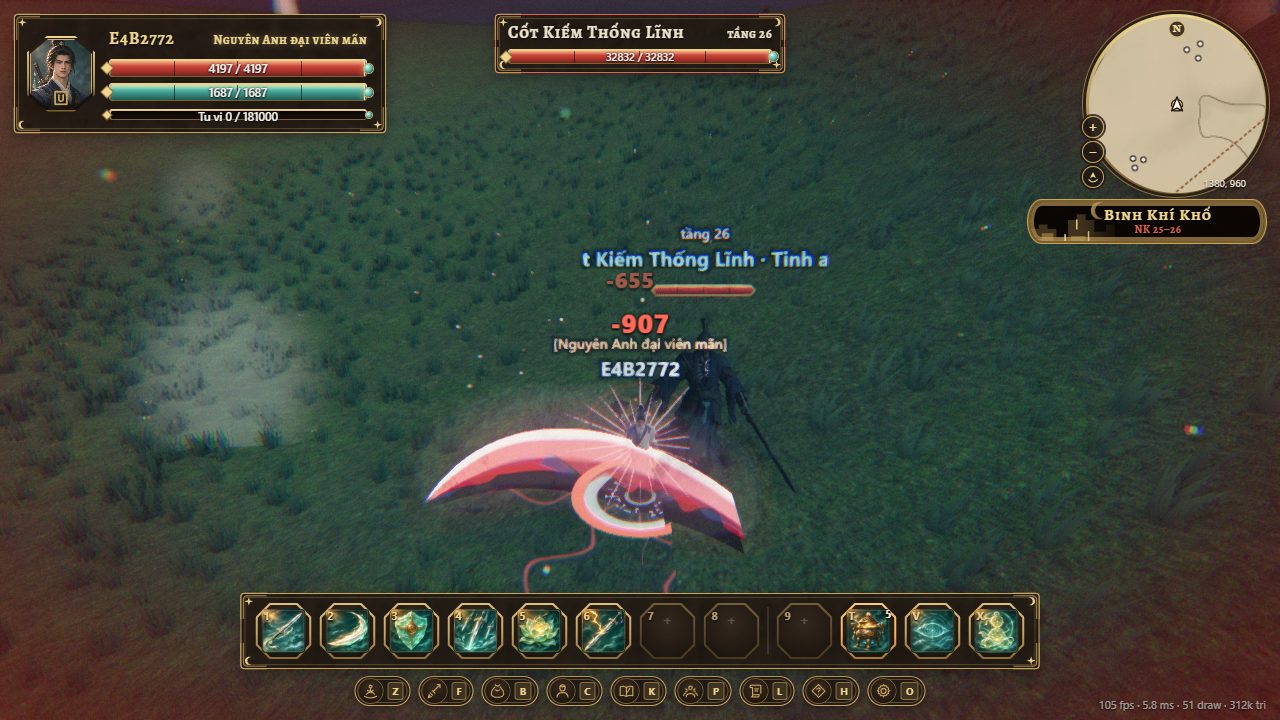 E4B2772
Nguyên Anh đại viên mãn
4197 / 4197
1687 / 1687
U
Tu vi 0 / 181000
Cốt Kiếm Thống Lĩnh
tầng 26
32832 / 32832
N
+
−
1380, 960
Binh Khí Khố
NK 25–26
tầng 26
t Kiếm Thống Lĩnh · Tinh a
-655
-907
[Nguyên Anh đại viên mãn]
E4B2772
1
2
3
4
5
6
7
8
9
T
5
V
X
Z
F
B
C
K
P
L
H
O
105 fps · 5.8 ms · 51 draw · 312k tri